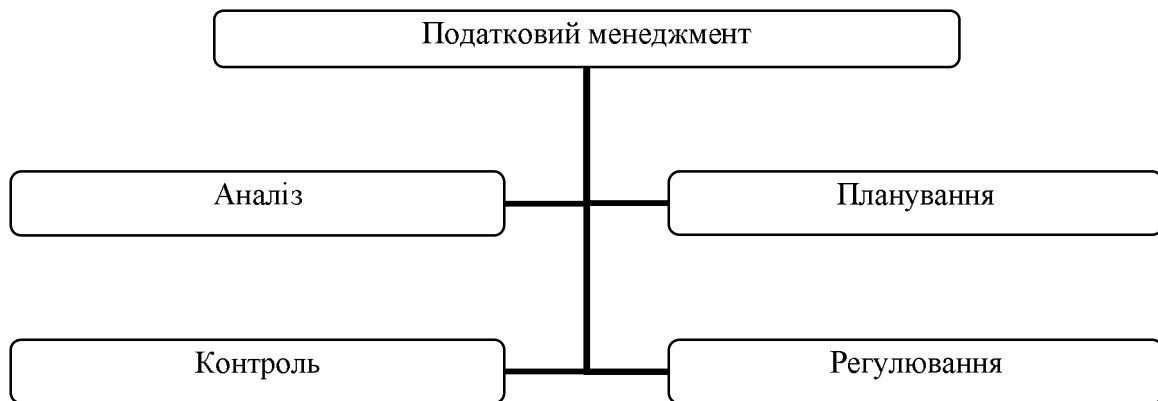 Податковий менеджмент
Аналіз
Планування
Контроль
Регулювання